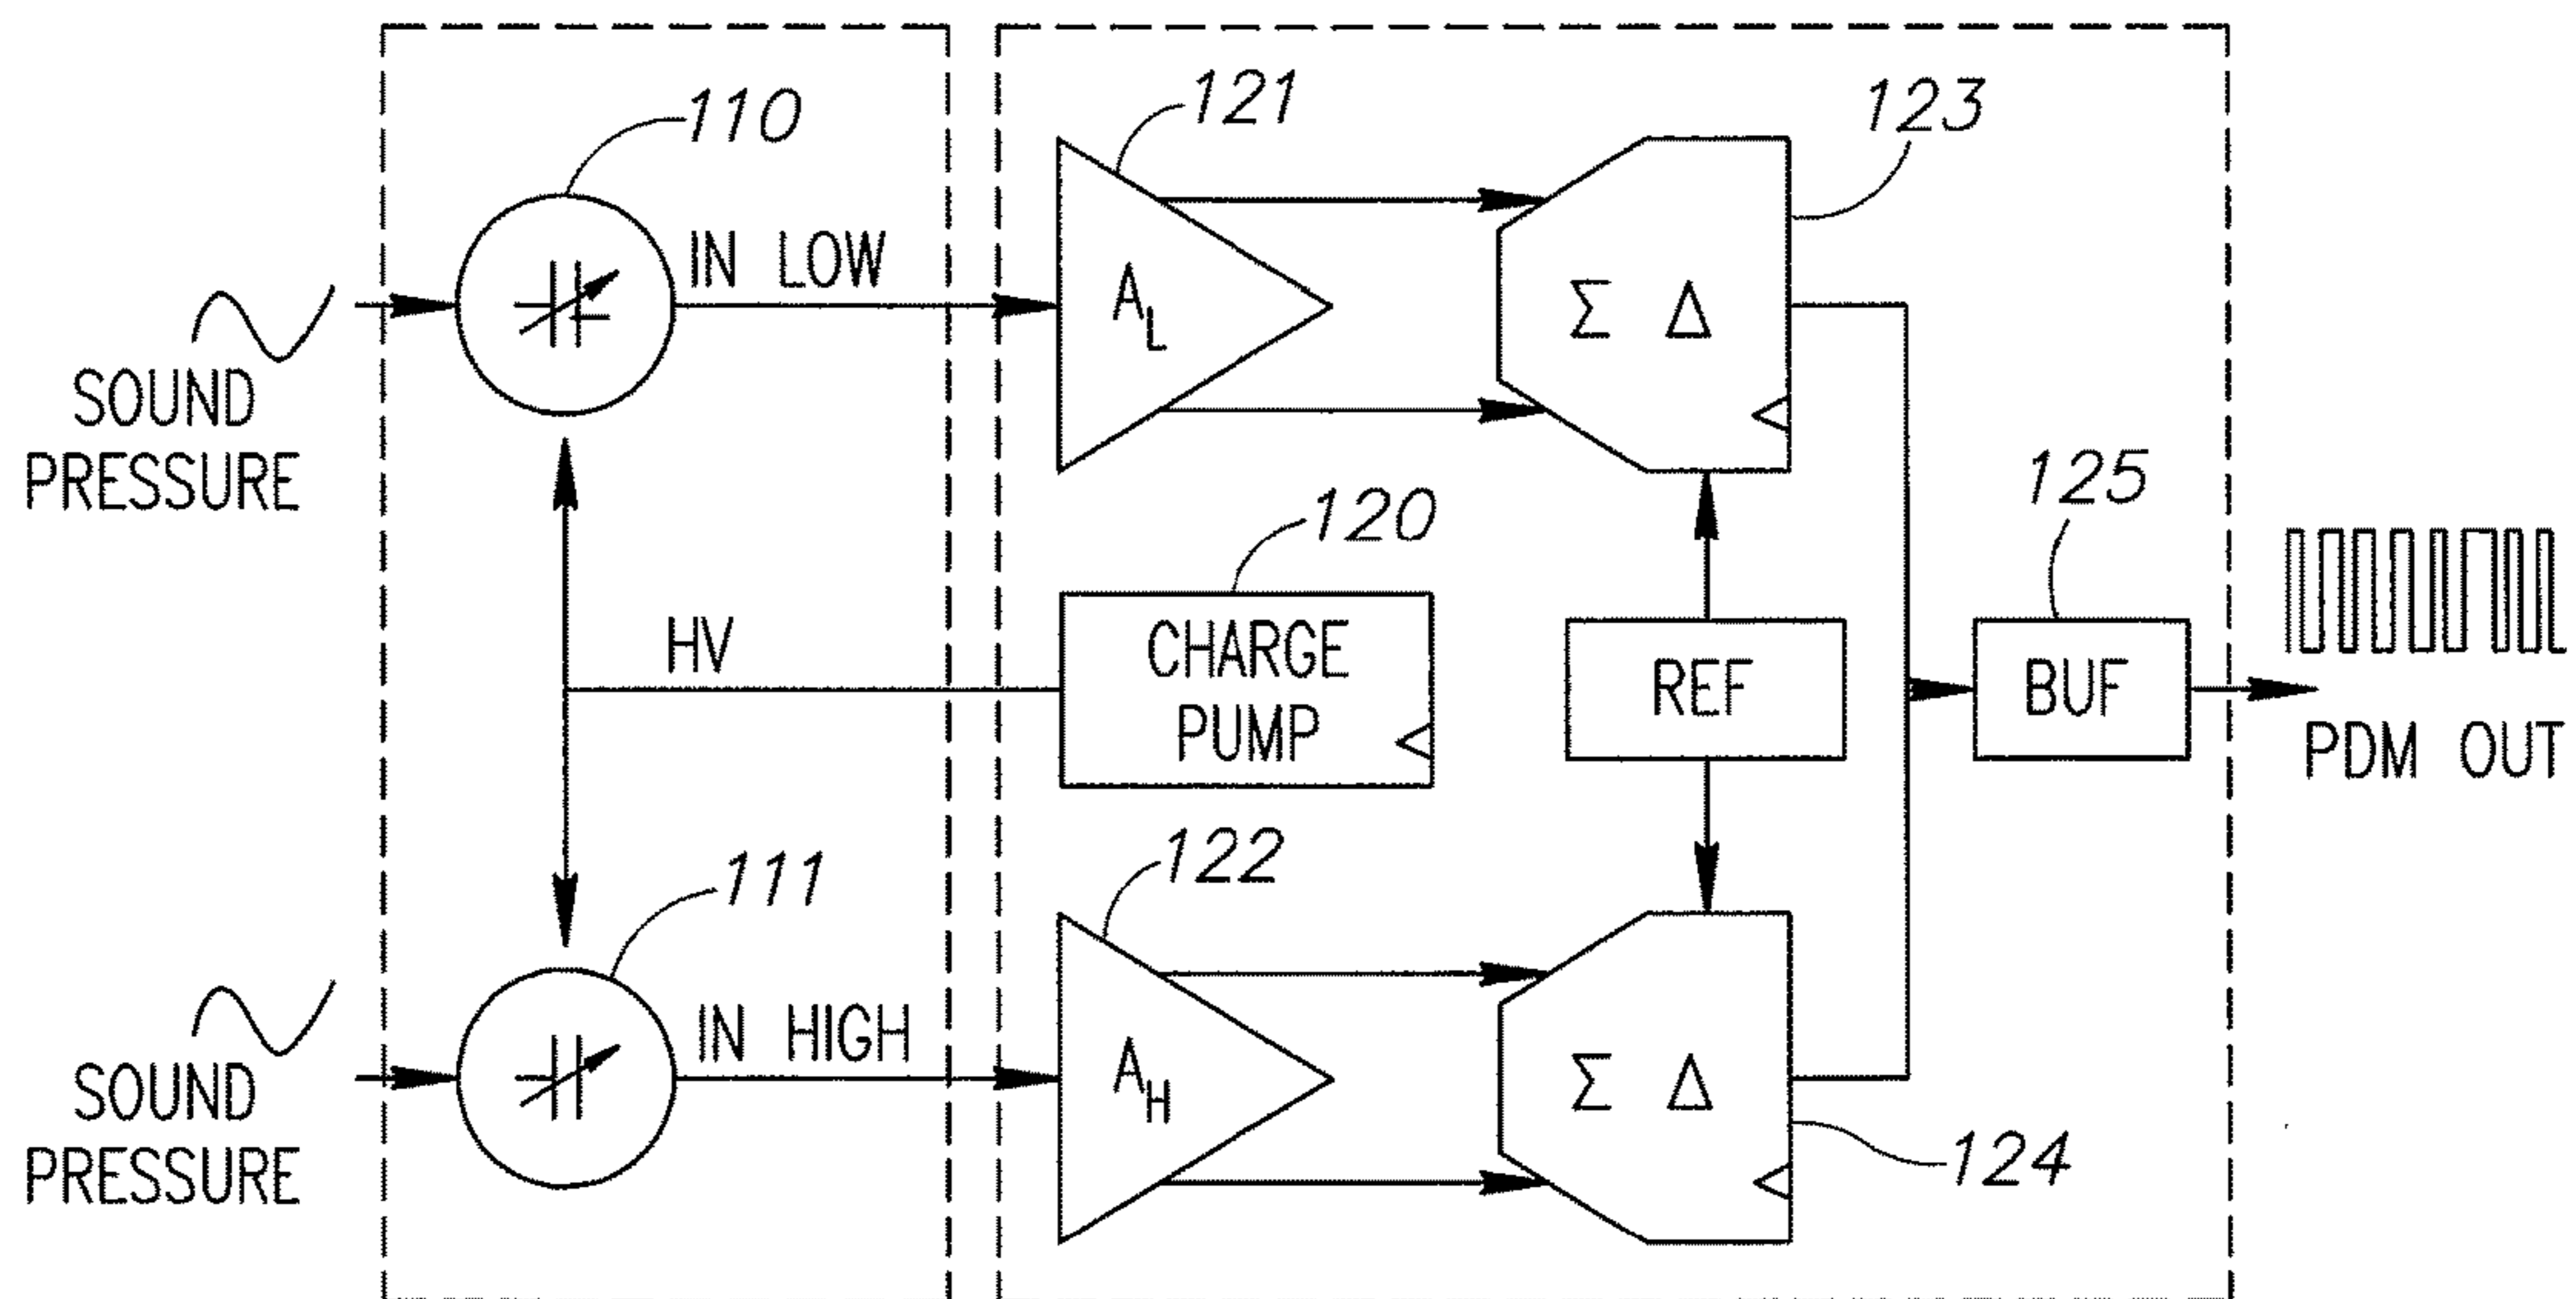 110
121
123
IN LOW
A_L
Σ Δ
SOUND
PRESSURE
120
125
HV
CHARGE
PUMP
REF
BUF
PDM OUT
111
122
IN HIGH
A_H
Σ Δ
SOUND
PRESSURE
124